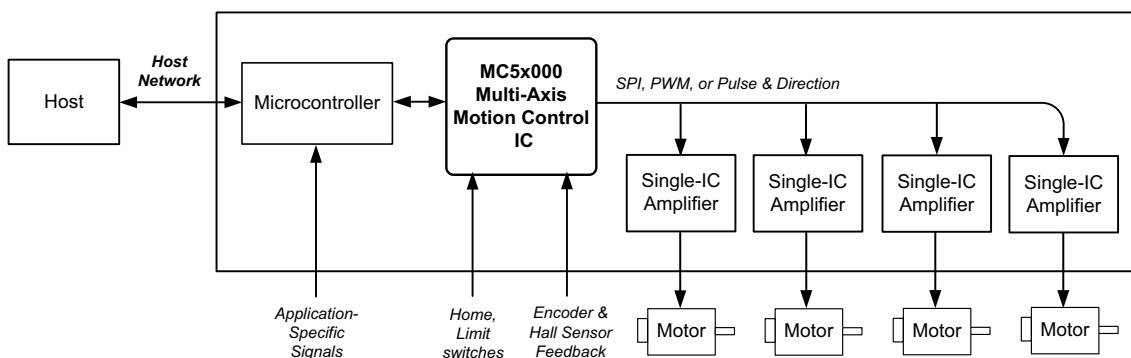 Host
Host
Network
Microcontroller
MC5x000
Multi-Axis
Motion Control
IC
SPI, PWM, or Pulse & Direction
Single-IC
Amplifier
Single-IC
Amplifier
Single-IC
Amplifier
Single-IC
Amplifier
Application-
Specific
Signals
Home,
Limit
switches
Encoder &
Hall Sensor
Feedback
Motor
Motor
Motor
Motor